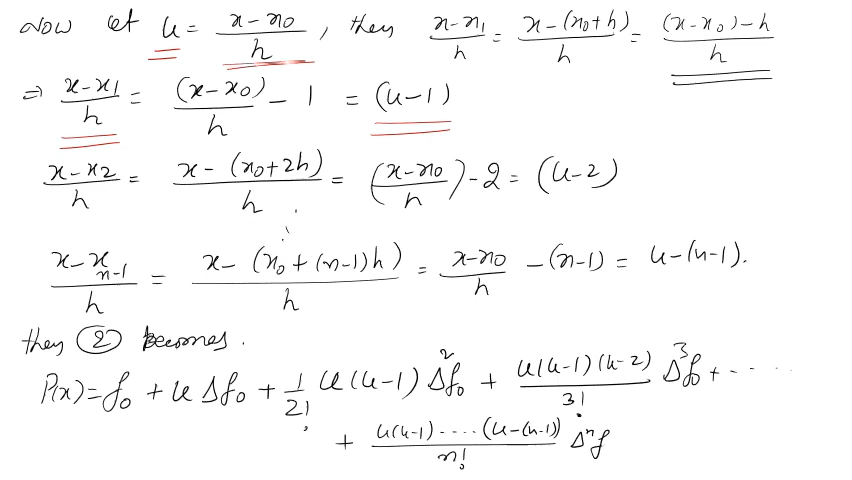 Now let u = (x-x₀)/h, then (x-x₁)/h = (x-(x₀+h))/h = ((x-x₀)-h)/h
⇒ (x-x₁)/h = (x-x₀)/h - 1 = (u-1)
(x-x₂)/h = (x-(x₀+2h))/h = ((x-x₀)/h)-2 = (u-2)
⋮
(x-xₙ₋₁)/h = (x-(x₀+(n-1)h))/h = (x-x₀)/h -(n-1) = u-(n-1).
then ② becomes.
P(x) = f₀ + u Δf₀ + 1/2! u(u-1) Δ²f₀ + u(u-1)(u-2)/3! Δ³f₀ + .....
+ u(u-1)....(u-(n-1))/n! Δⁿf